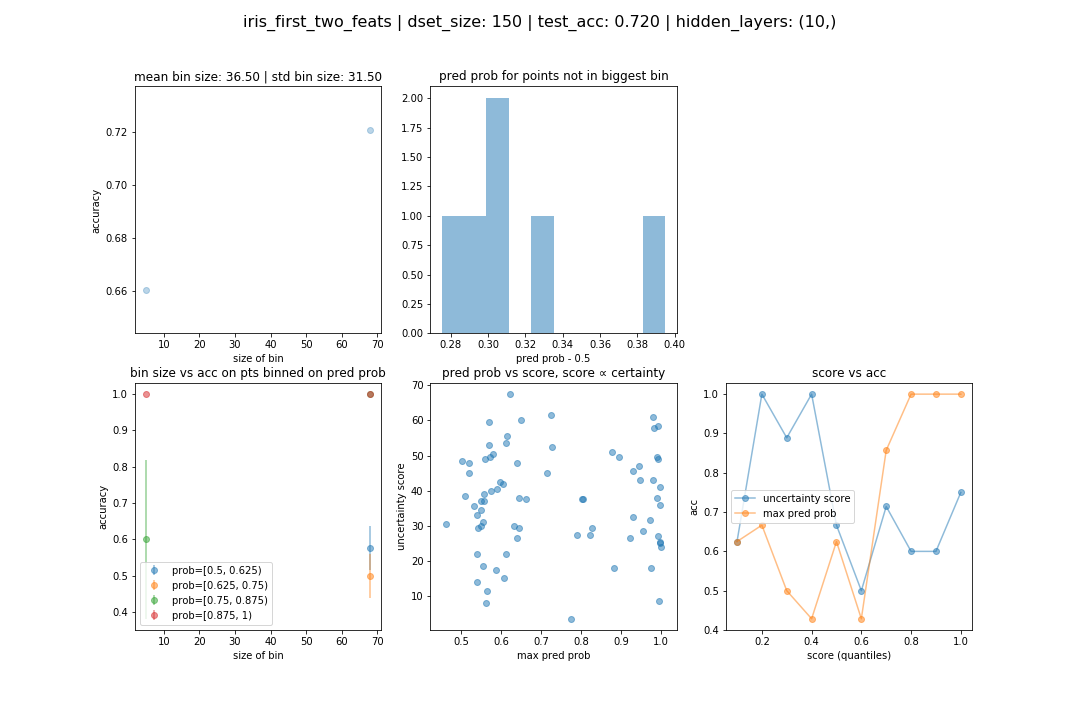 iris_first_two_feats | dset_size: 150 | test_acc: 0.720 | hidden_layers: (10,)
mean bin size: 36.50 | std bin size: 31.50
0.72
0.70
0.68
0.66
accuracy
10 20 30 40 50 60 70
size of bin
pred prob for points not in biggest bin
2.00
1.75
1.50
1.25
1.00
0.75
0.50
0.25
0.00
0.28 0.30 0.32 0.34 0.36 0.38 0.40
pred prob - 0.5
bin size vs acc on pts binned on pred prob
1.0
0.9
0.8
0.7
0.6
0.5
0.4
accuracy
prob=[0.5, 0.625)
prob=[0.625, 0.75)
prob=[0.75, 0.875)
prob=[0.875, 1)
10 20 30 40 50 60 70
size of bin
pred prob vs score, score ∝ certainty
70
60
50
40
30
20
10
uncertainty score
0.5 0.6 0.7 0.8 0.9 1.0
max pred prob
score vs acc
1.0
0.9
0.8
0.7
0.6
0.5
0.4
acc
uncertainty score
max pred prob
0.2 0.4 0.6 0.8 1.0
score (quantiles)